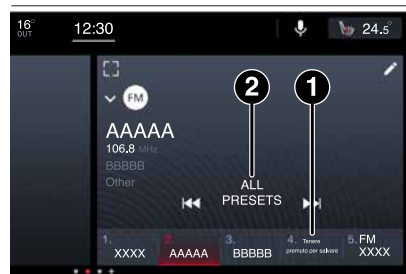 16°
OUT
12:30
24.5°
FM
2
1
AAAAA
106.8 MHz
BBBBB
Other
ALL
PRESETS
1.
XXXX
2.
AAAAA
3.
BBBBB
4. Tenere
premuto per salvare
5. FM
XXXX